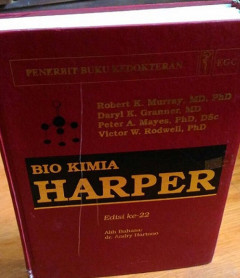 PENERBIT BUKU KEDOKTERAN
EGC
Robert K. Murray, MD, PhD
Daryl K. Granner, MD
Peter A. Mayes, PhD, DSc
Victor W. Rodwell, PhD
BIO KIMIA
HARPER
Edisi ke-22
Alih Bahasa:
dr. Andry Hartono